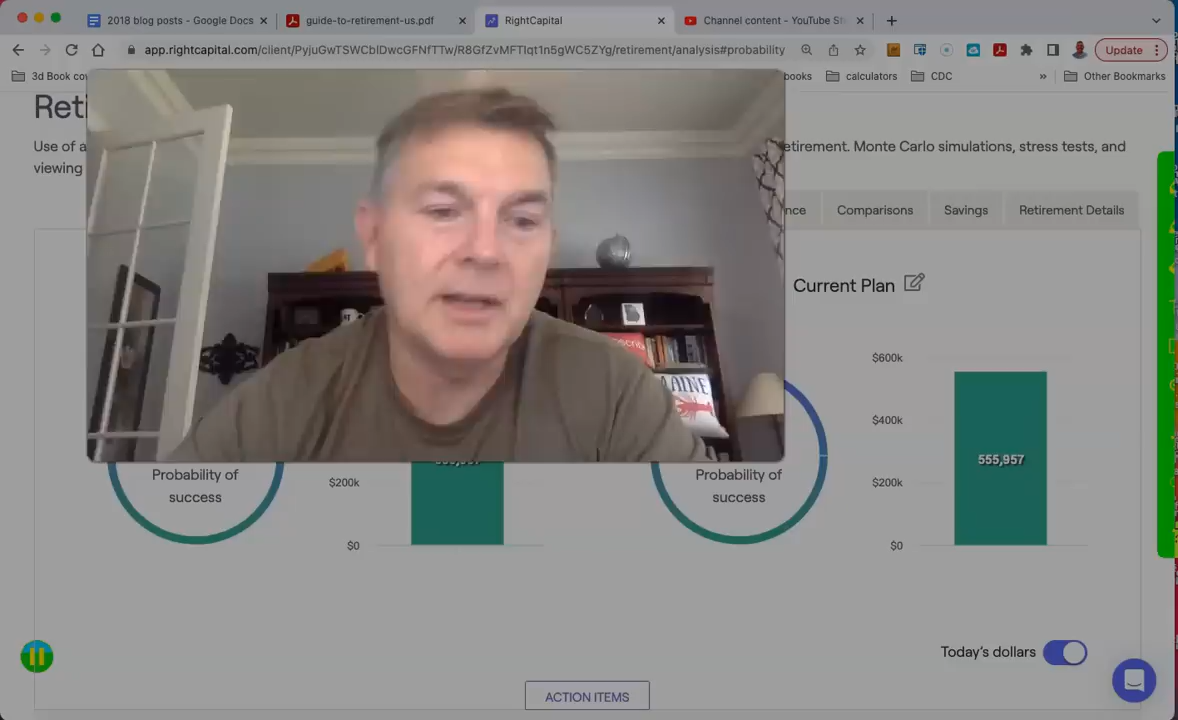 2018 blog posts - Google Docs
guide-to-retirement-us.pdf
RightCapital
Channel content - YouTube St
app.rightcapital.com/client/PyjuGwTSWCbIDwcGFNfTTw/R8GfZvMFTIqt1n5gWC5ZYg/retirement/analysis#probability
Update
3d Book co
books
calculators
CDC
»
Other Bookmarks
Reti
Use of a
etirement. Monte Carlo simulations, stress tests, and
viewing
nce
Comparisons
Savings
Retirement Details
Current Plan
$600k
$400k
555,957
$200k
$0
Probability of
success
$200k
$0
Probability of
success
AINE
Today's dollars
ACTION ITEMS